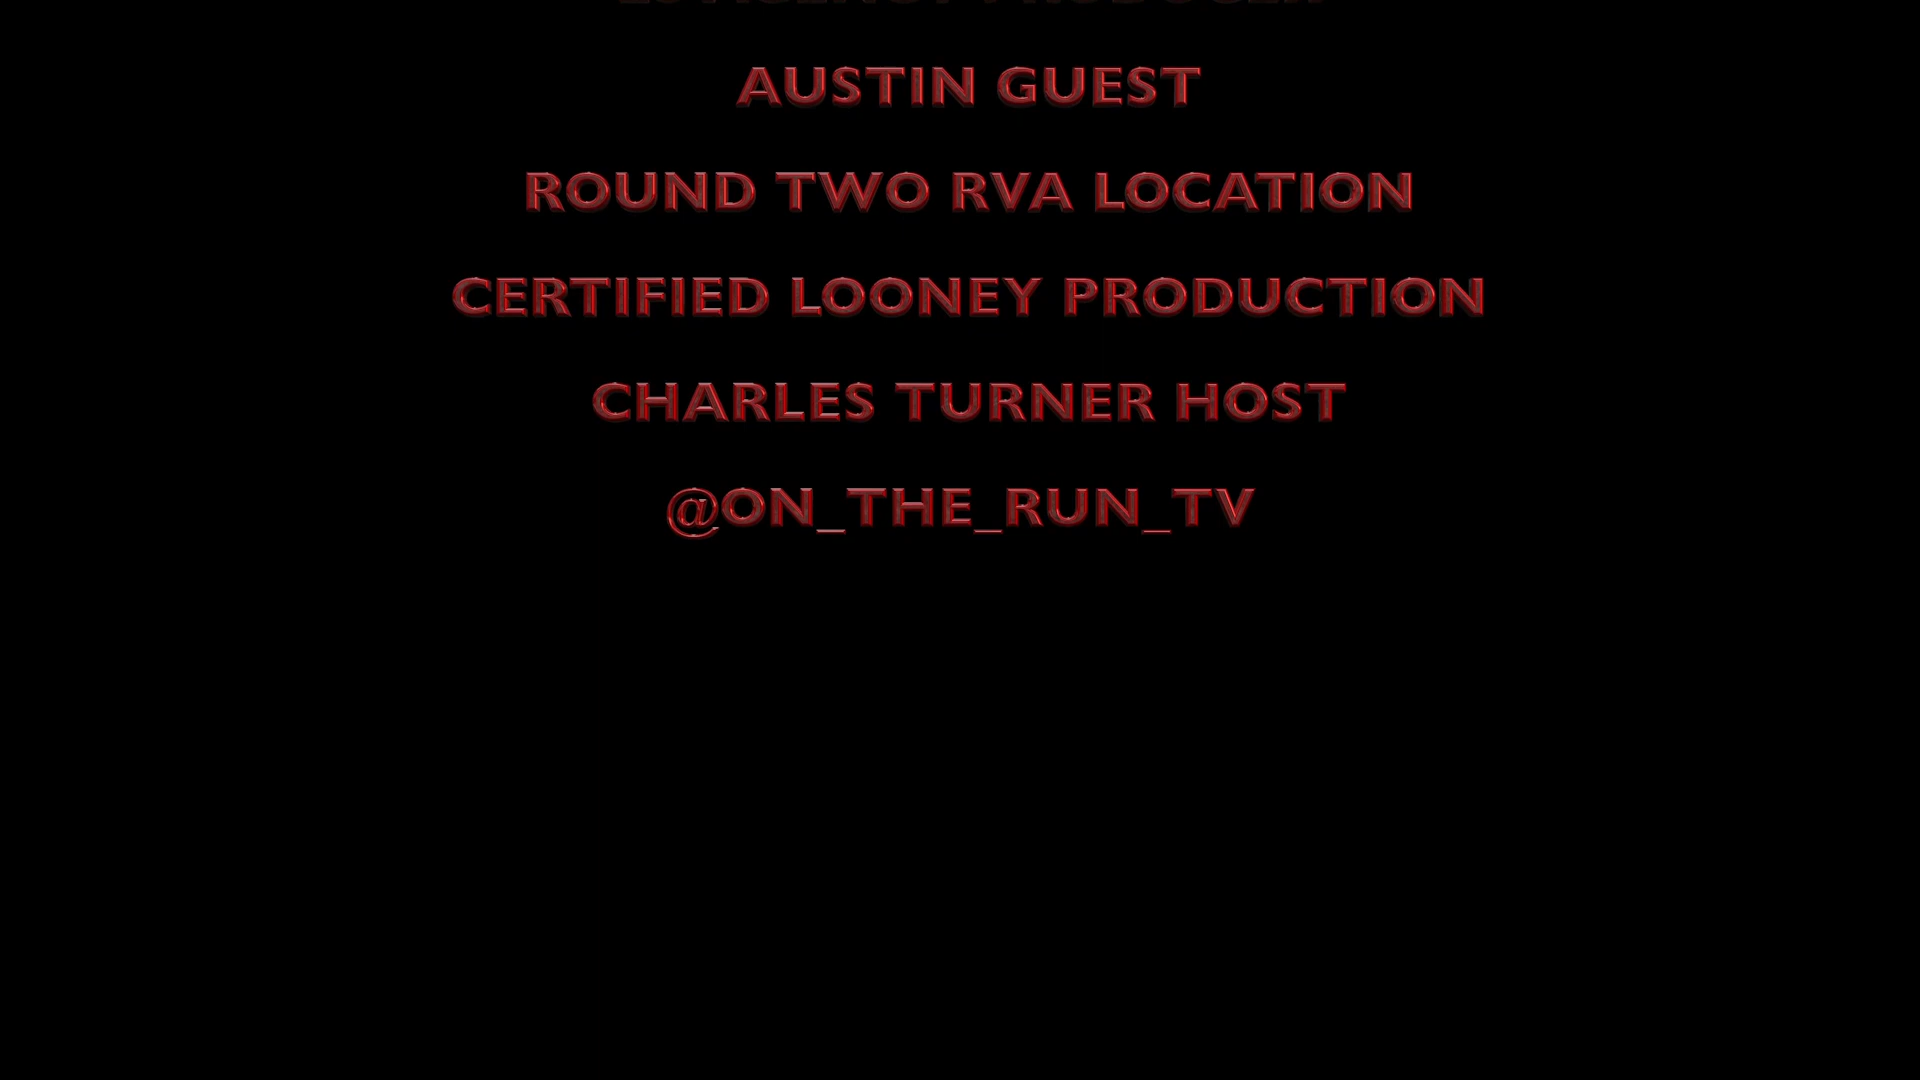 AUSTIN GUEST
ROUND TWO RVA LOCATION
CERTIFIED LOONEY PRODUCTION
CHARLES TURNER HOST
@ON_THE_RUN_TV